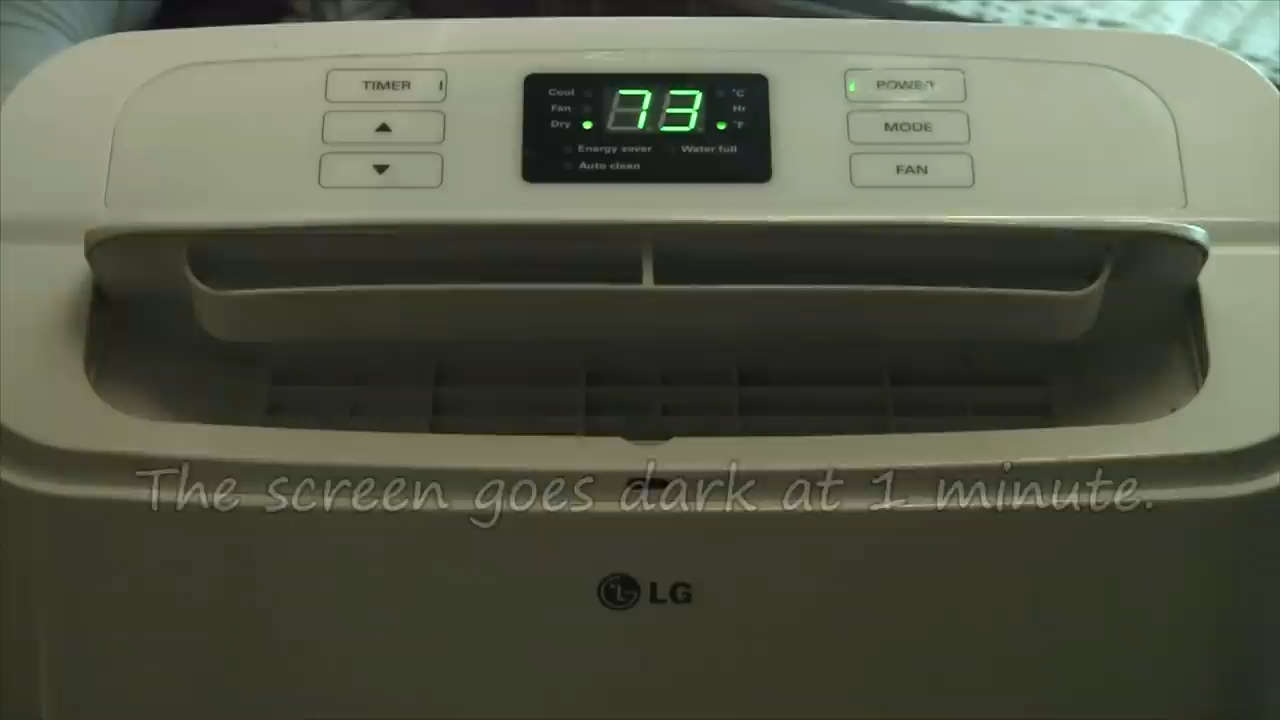 TIMER
▲
▼
Cool
Fan
Dry
73
°C
Hr
°F
Energy saver
Water full
Auto clean
POWER
MODE
FAN
The screen goes dark at 1 minute.
LG